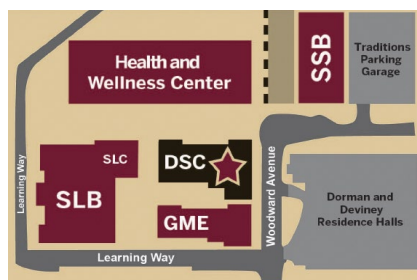 Health and
Wellness Center
SSB
Traditions
Parking
Garage
Learning Way
SLC
SLB
DSC
GME
Woodward Avenue
Dorman and
Deviney
Residence Halls
Learning Way